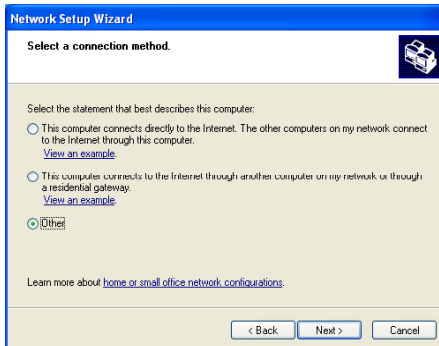 Network Setup Wizard
Select a connection method.
Select the statement that best describes this computer:
This computer connects directly to the Internet. The other computers on my network connect
to the Internet through this computer.
View an example.
This computer connects to the Internet through another computer on my network or through
a residential gateway.
View an example.
Other
Learn more about home or small office network configurations.
< Back Next > Cancel